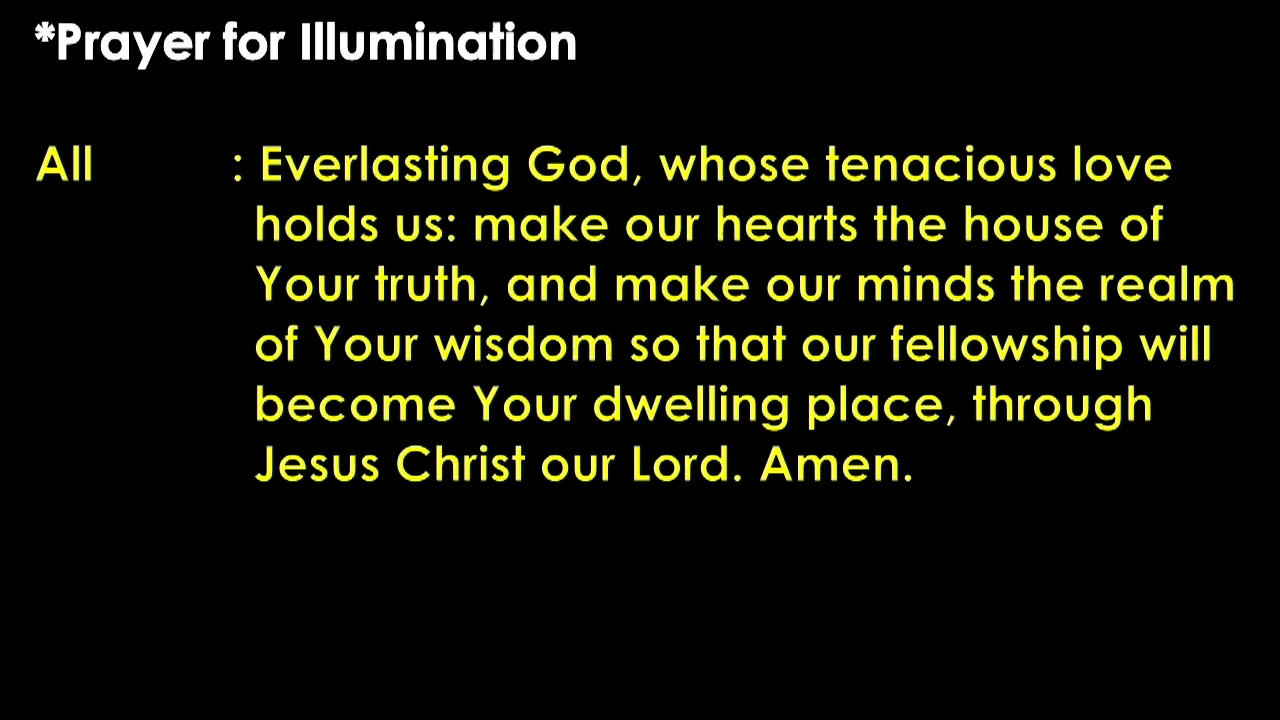 *Prayer for Illumination
All : Everlasting God, whose tenacious love
holds us: make our hearts the house of
Your truth, and make our minds the realm
of Your wisdom so that our fellowship will
become Your dwelling place, through
Jesus Christ our Lord. Amen.